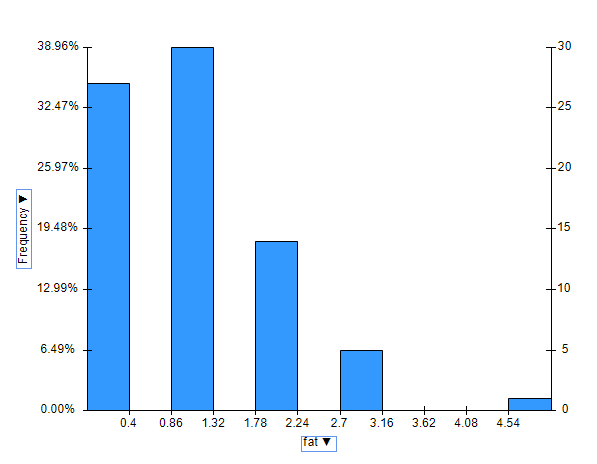 38.96% 30
32.47% 25
25.97% 20
19.48% 15
Frequency ▼
12.99% 10
6.49% 5
0.00% 0
0.4 0.86 1.32 1.78 2.24 2.7 3.16 3.62 4.08 4.54
fat ▼